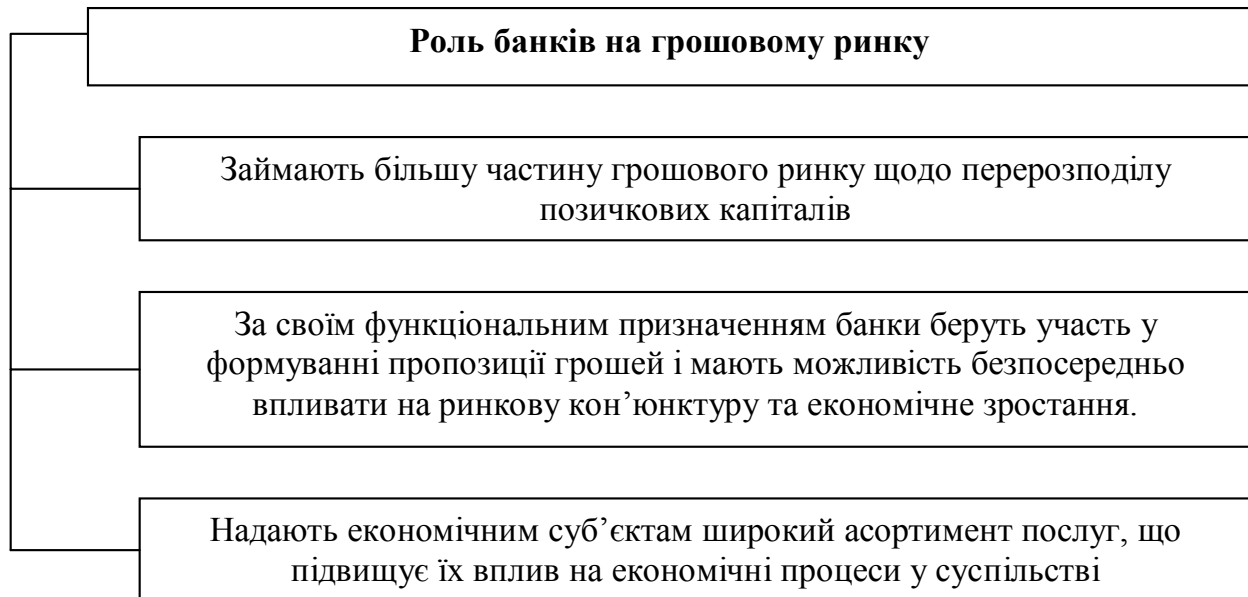 Роль банків на грошовому ринку
Займають більшу частину грошового ринку щодо перерозподілу
позичкових капіталів
За своїм функціональним призначенням банки беруть участь у
формуванні пропозиції грошей і мають можливість безпосередньо
впливати на ринкову кон’юнктуру та економічне зростання.
Надають економічним суб’єктам широкий асортимент послуг, що
підвищує їх вплив на економічні процеси у суспільстві